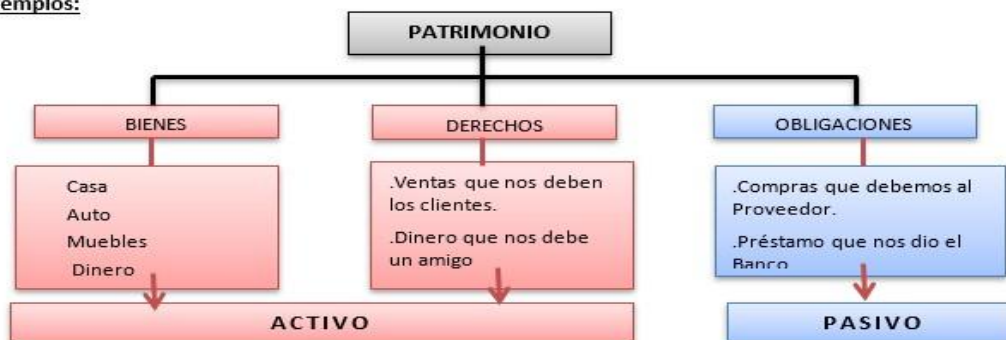 emplos:
PATRIMONIO
BIENES
DERECHOS
OBLIGACIONES
Casa
Auto
Muebles
Dinero
.Ventas que nos deben
los clientes.
.Dinero que nos debe
un amigo
.Compras que debemos al
Proveedor.
.Préstamo que nos dio el
Banco
ACTIVO
PASIVO